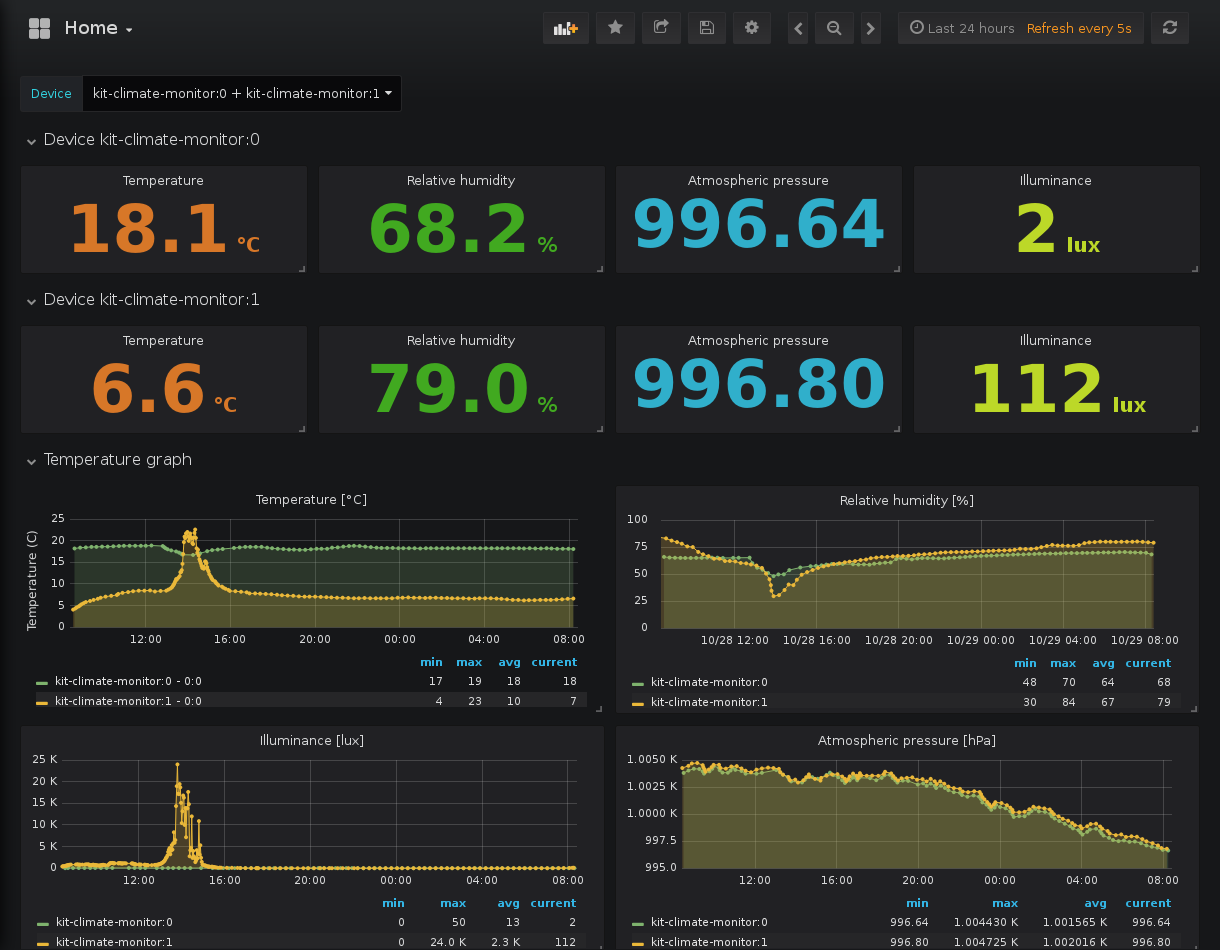 Home
Last 24 hours Refresh every 5s
Device kit-climate-monitor:0 + kit-climate-monitor:1
Device kit-climate-monitor:0
Temperature Relative humidity Atmospheric pressure Illuminance
18.1 °C 68.2 % 996.64 2 lux
Device kit-climate-monitor:1
Temperature Relative humidity Atmospheric pressure Illuminance
6.6 °C 79.0 % 996.80 112 lux
Temperature graph
Temperature [°C]
Temperature (C)
25
20
15
10
5
0
12:00 16:00 20:00 00:00 04:00 08:00
min max avg current
kit-climate-monitor:0 - 0:0 17 19 18 18
kit-climate-monitor:1 - 0:0 4 23 10 7
Relative humidity [%]
100
75
50
25
0
10/28 12:00 10/28 16:00 10/28 20:00 10/29 00:00 10/29 04:00 10/29 08:00
min max avg current
kit-climate-monitor:0 48 70 64 68
kit-climate-monitor:1 30 84 67 79
Illuminance [lux]
25 K
20 K
15 K
10 K
5 K
0
12:00 16:00 20:00 00:00 04:00 08:00
min max avg current
kit-climate-monitor:0 0 50 13 2
kit-climate-monitor:1 0 24.0 K 2.3 K 112
Atmospheric pressure [hPa]
1.0050 K
1.0025 K
1.0000 K
997.5
995.0
12:00 16:00 20:00 00:00 04:00 08:00
min max avg current
kit-climate-monitor:0 996.64 1.004430 K 1.001565 K 996.64
kit-climate-monitor:1 996.80 1.004725 K 1.002016 K 996.80